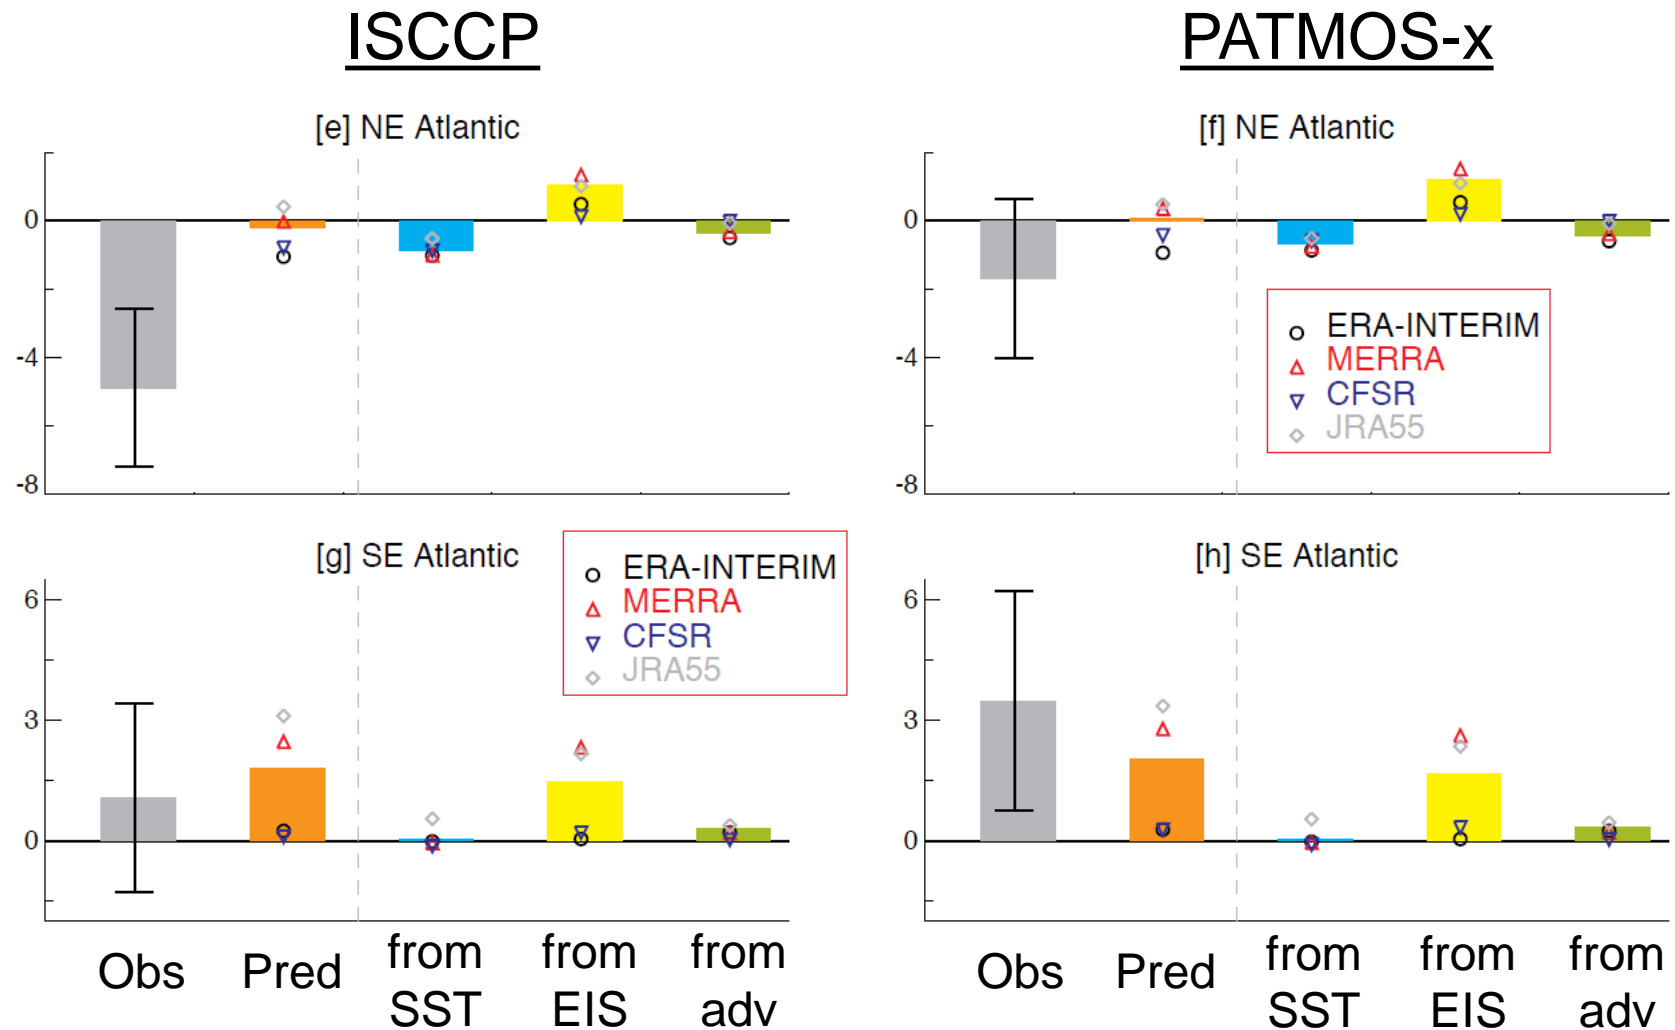 ISCCP
PATMOS-x
[e] NE Atlantic
[f] NE Atlantic
0
-4
-8
0
-4
-8
ERA-INTERIM
MERRA
CFSR
JRA55
[g] SE Atlantic
[h] SE Atlantic
ERA-INTERIM
MERRA
CFSR
JRA55
6
3
0
6
3
0
Obs
Pred
from
SST
from
EIS
from
adv
Obs
Pred
from
SST
from
EIS
from
adv